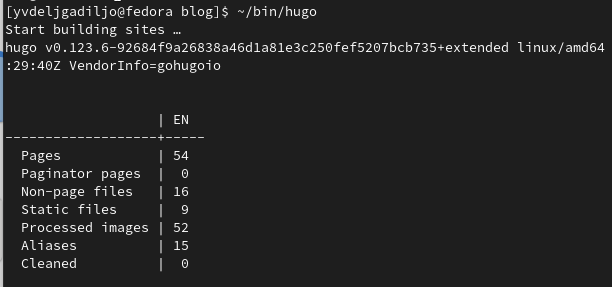 [yvdeljgadiljo@fedora blog]$ ~/bin/hugo
Start building sites …
hugo v0.123.6-92684f9a26838a46d1a81e3c250fef5207bcb735+extended linux/amd64
:29:40Z VendorInfo=gohugoio
                   | EN
-------------------+-----
  Pages            | 54
  Paginator pages  |  0
  Non-page files   | 16
  Static files     |  9
  Processed images | 52
  Aliases          | 15
  Cleaned          |  0